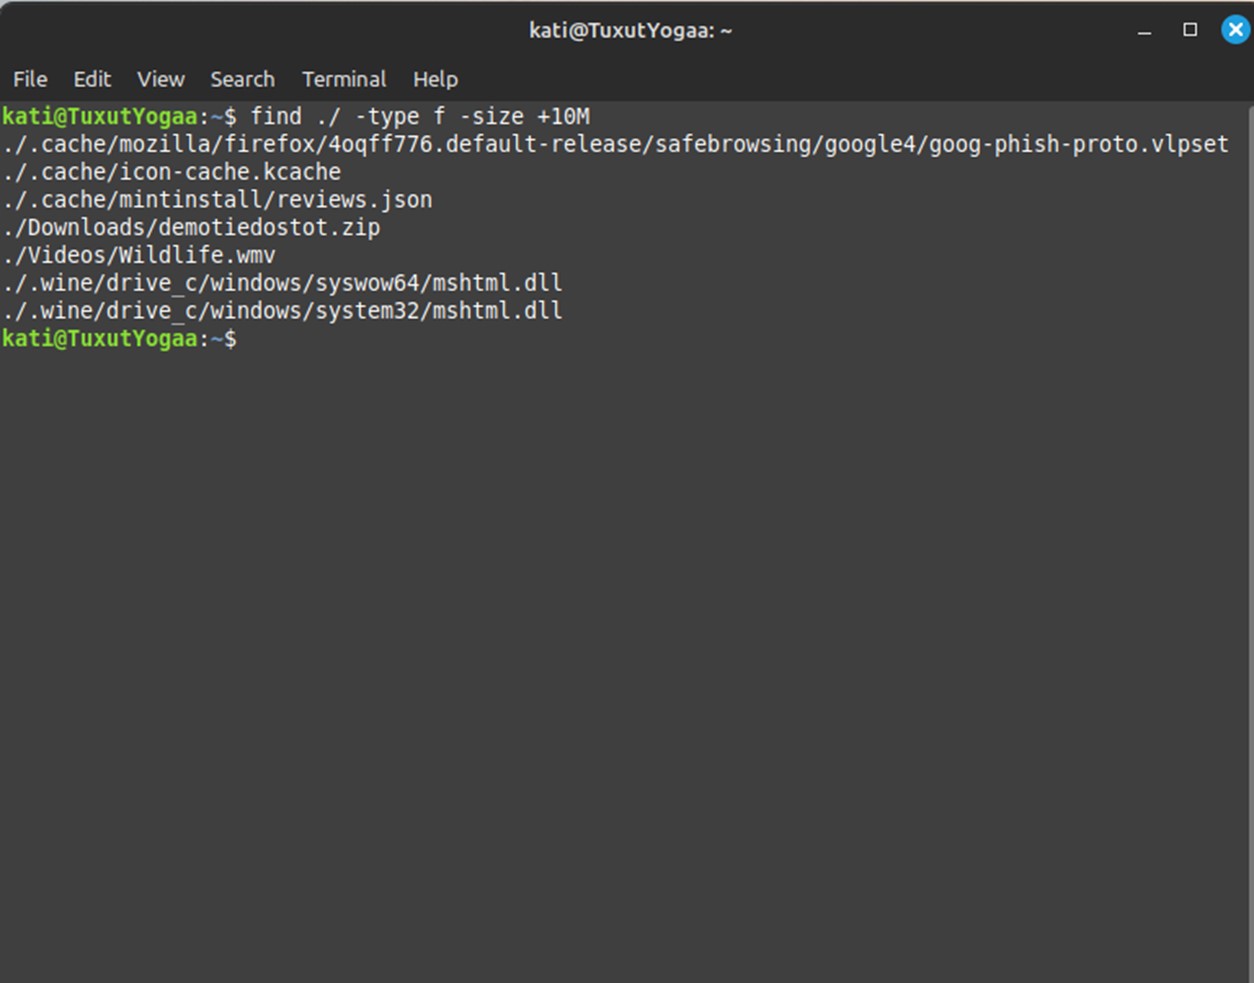 kati@TuxutYogaa: ~
File Edit View Search Terminal Help
kati@TuxutYogaa:~$ find ./ -type f -size +10M
./.cache/mozilla/firefox/4oqff776.default-release/safebrowsing/google4/goog-phish-proto.vlpset
./.cache/icon-cache.kcache
./.cache/mintinstall/reviews.json
./Downloads/demotiedostot.zip
./Videos/Wildlife.wmv
./.wine/drive_c/windows/syswow64/mshtml.dll
./.wine/drive_c/windows/system32/mshtml.dll
kati@TuxutYogaa:~$